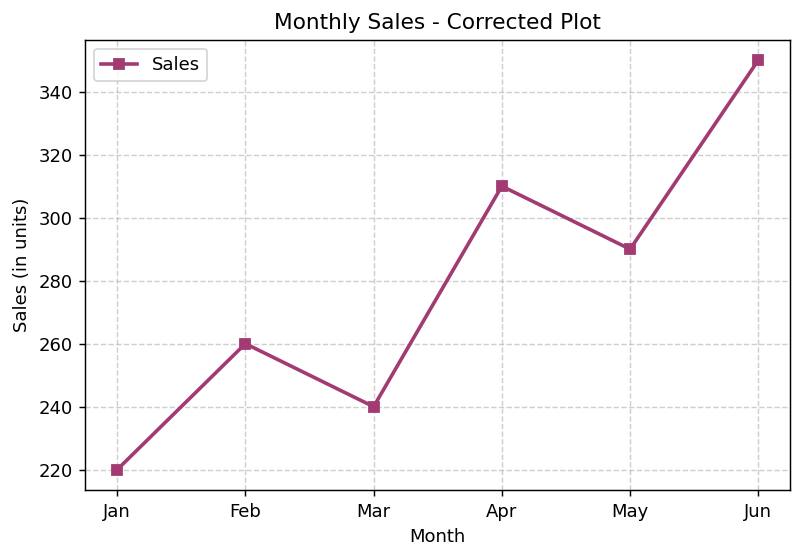 Monthly Sales - Corrected Plot
Sales
Sales (in units)
340
320
300
280
260
240
220
Jan Feb Mar Apr May Jun
Month